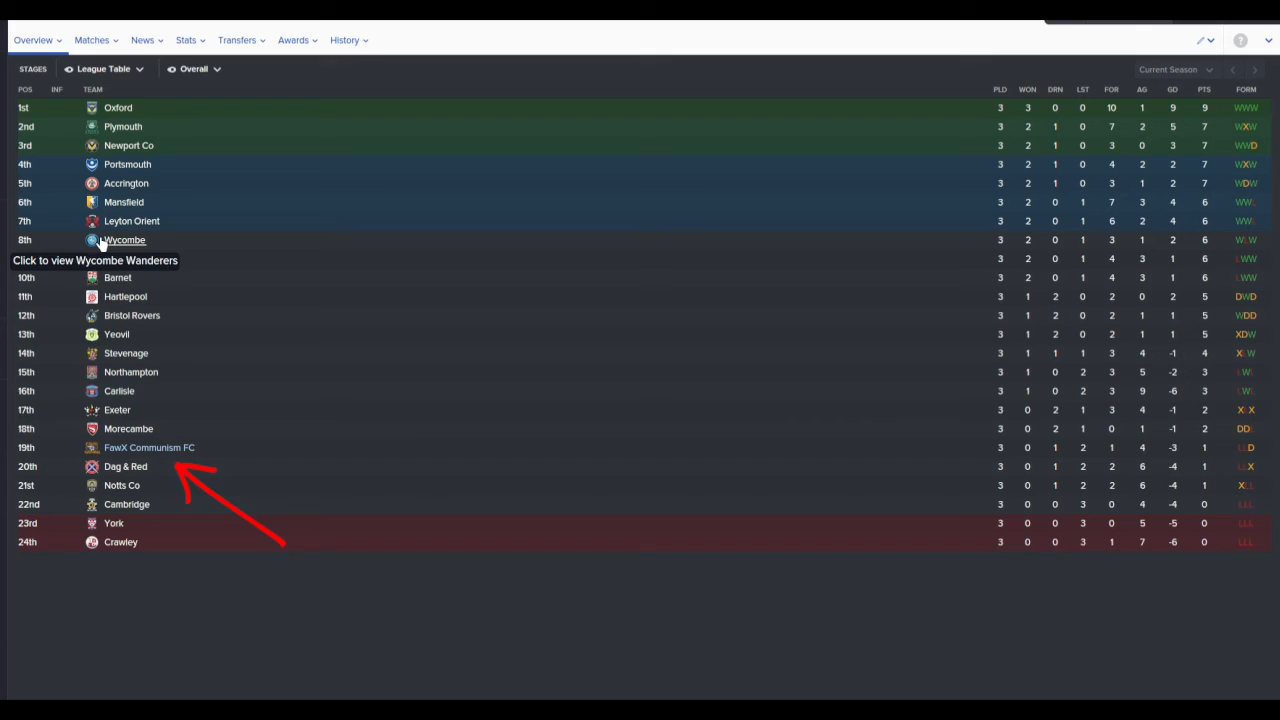 Overview Matches News Stats Transfers Awards History
STAGES League Table Overall Current Season
POS INF TEAM PLD WON DRN LST FOR AG GD PTS FORM
1st Oxford 3 3 0 0 10 1 9 9 WWW
2nd Plymouth 3 2 1 0 7 2 5 7 WXW
3rd Newport Co 3 2 1 0 3 0 3 7 WWD
4th Portsmouth 3 2 1 0 4 2 2 7 WXW
5th Accrington 3 2 1 0 3 1 2 7 WDW
6th Mansfield 3 2 0 1 7 3 4 6 WWL
7th Leyton Orient 3 2 0 1 6 2 4 6 WWL
8th Wycombe 3 2 0 1 3 1 2 6 WLW
Click to view Wycombe Wanderers 3 2 0 1 4 3 1 6 LWW
10th Barnet 3 2 0 1 4 3 1 6 LWW
11th Hartlepool 3 1 2 0 2 0 2 5 DWD
12th Bristol Rovers 3 1 2 0 2 1 1 5 WDD
13th Yeovil 3 1 2 0 2 1 1 5 XDW
14th Stevenage 3 1 1 1 3 4 -1 4 XLW
15th Northampton 3 1 0 2 3 5 -2 3 LWL
16th Carlisle 3 1 0 2 3 9 -6 3 LWL
17th Exeter 3 0 2 1 3 4 -1 2 XLX
18th Morecambe 3 0 2 1 0 1 -1 2 DDL
19th FawX Communism FC 3 0 1 2 1 4 -3 1 LLD
20th Dag & Red 3 0 1 2 2 6 -4 1 LLX
21st Notts Co 3 0 1 2 2 6 -4 1 XLL
22nd Cambridge 3 0 0 3 0 4 -4 0 LLL
23rd York 3 0 0 3 0 5 -5 0 LLL
24th Crawley 3 0 0 3 1 7 -6 0 LLL